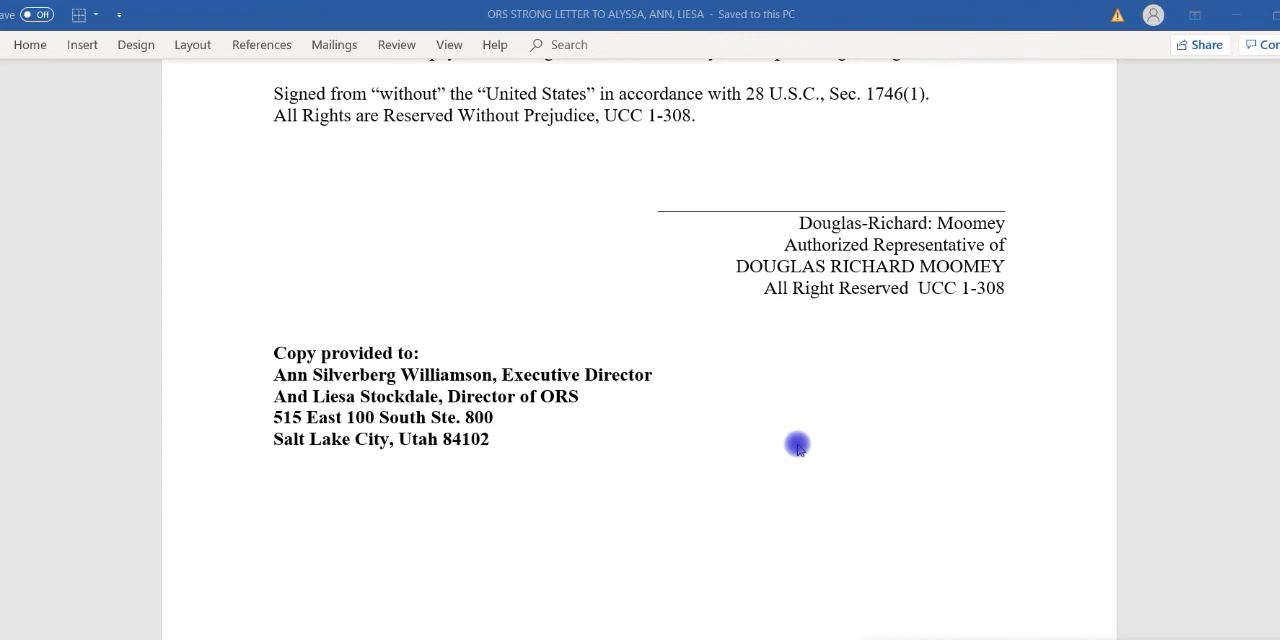 ave Off
ORS STRONG LETTER TO ALYSSA, ANN, LIESA - Saved to this PC
Home Insert Design Layout References Mailings Review View Help Search Share Con
Signed from “without” the “United States” in accordance with 28 U.S.C., Sec. 1746(1).
All Rights are Reserved Without Prejudice, UCC 1-308.
Douglas-Richard: Moomey
Authorized Representative of
DOUGLAS RICHARD MOOMEY
All Right Reserved UCC 1-308
Copy provided to:
Ann Silverberg Williamson, Executive Director
And Liesa Stockdale, Director of ORS
515 East 100 South Ste. 800
Salt Lake City, Utah 84102